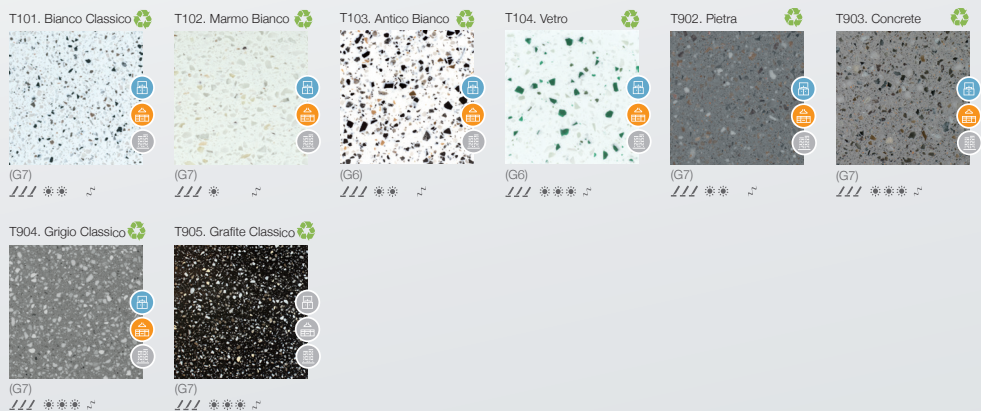 T101. Bianco Classico
T102. Marmo Bianco
T103. Antico Bianco
T104. Vetro
T902. Pietra
T903. Concrete
(G7)
(G7)
(G6)
(G6)
(G7)
(G7)
T904. Grigio Classico
T905. Grafite Classico
(G7)
(G7)